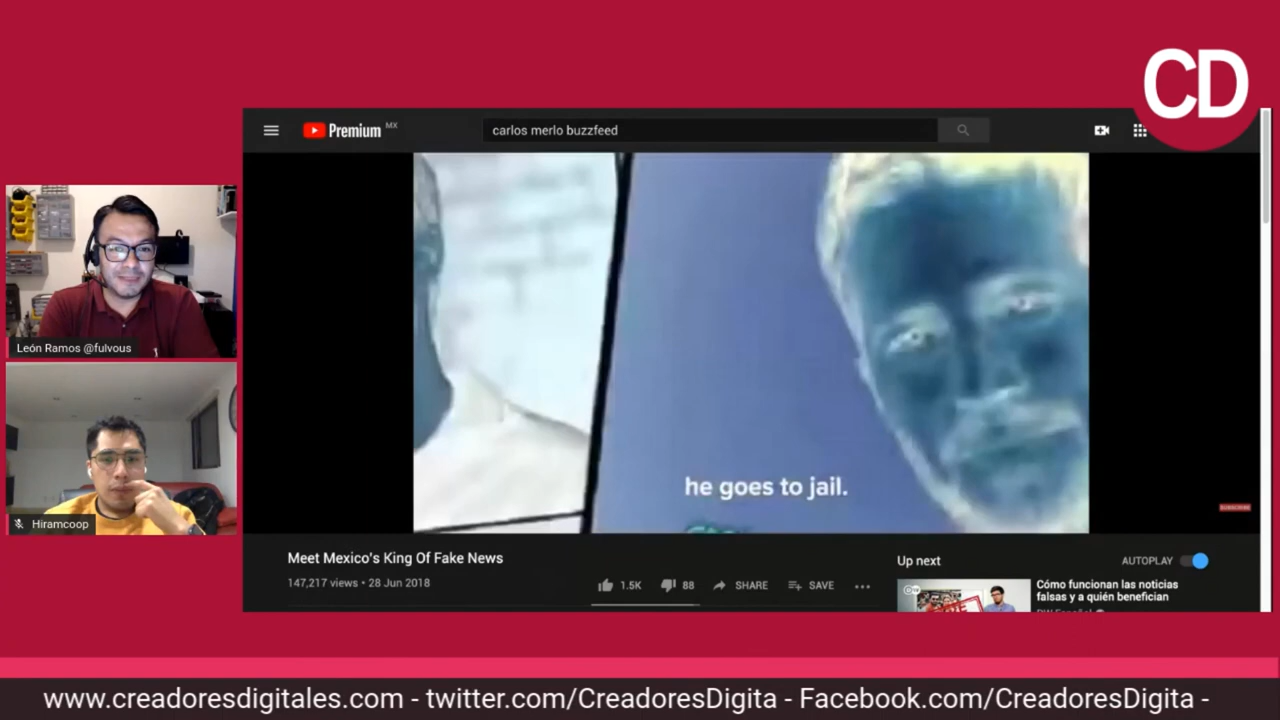 CD
Premium MX
carlos merlo buzzfeed
León Ramos @fulvous
Hiramcoop
he goes to jail.
SUBSCRIBE
Meet Mexico's King Of Fake News
147,217 views • 28 Jun 2018
1.5K 88 SHARE SAVE
Up next AUTOPLAY
Cómo funcionan las noticias
falsas y a quién benefician
www.creadoresdigitales.com - twitter.com/CreadoresDigita - Facebook.com/CreadoresDigita -